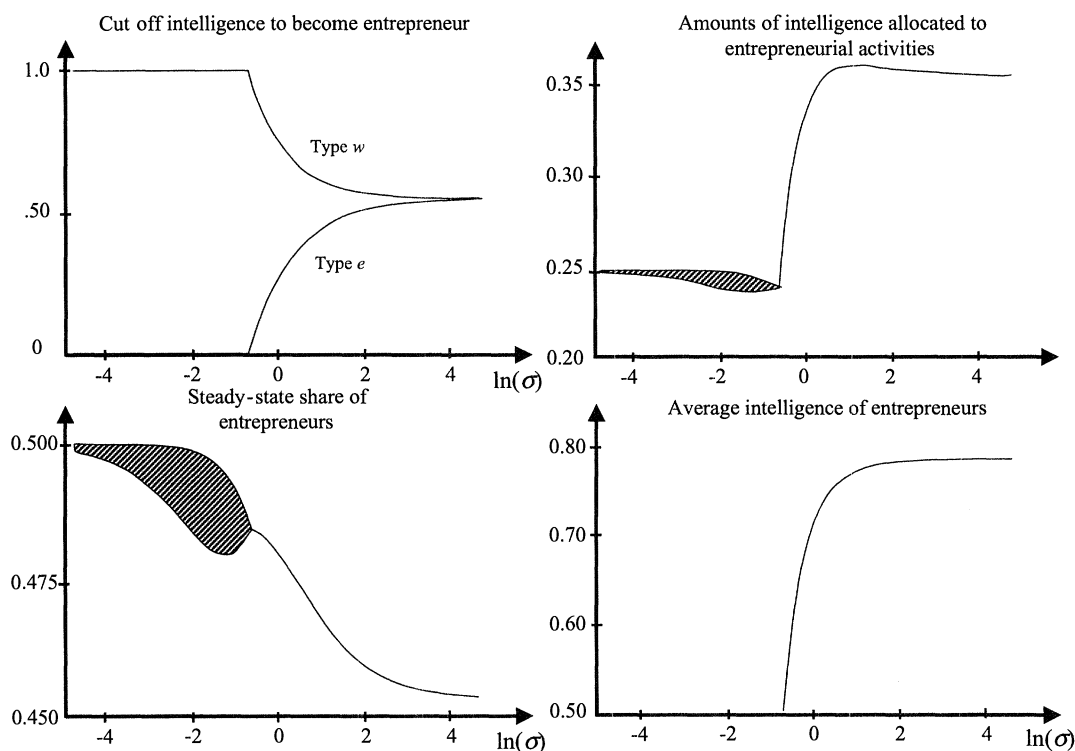 Cut off intelligence to become entrepreneur
1.0
.50
0
Type w
Type e
-4 -2 0 2 4 ln(σ)
Amounts of intelligence allocated to
entrepreneurial activities
0.35
0.30
0.25
0.20
-4 -2 0 2 4 ln(σ)
Steady-state share of
entrepreneurs
0.500
0.475
0.450
-4 -2 0 2 4 ln(σ)
Average intelligence of entrepreneurs
0.80
0.70
0.60
0.50
-4 -2 0 2 4 ln(σ)